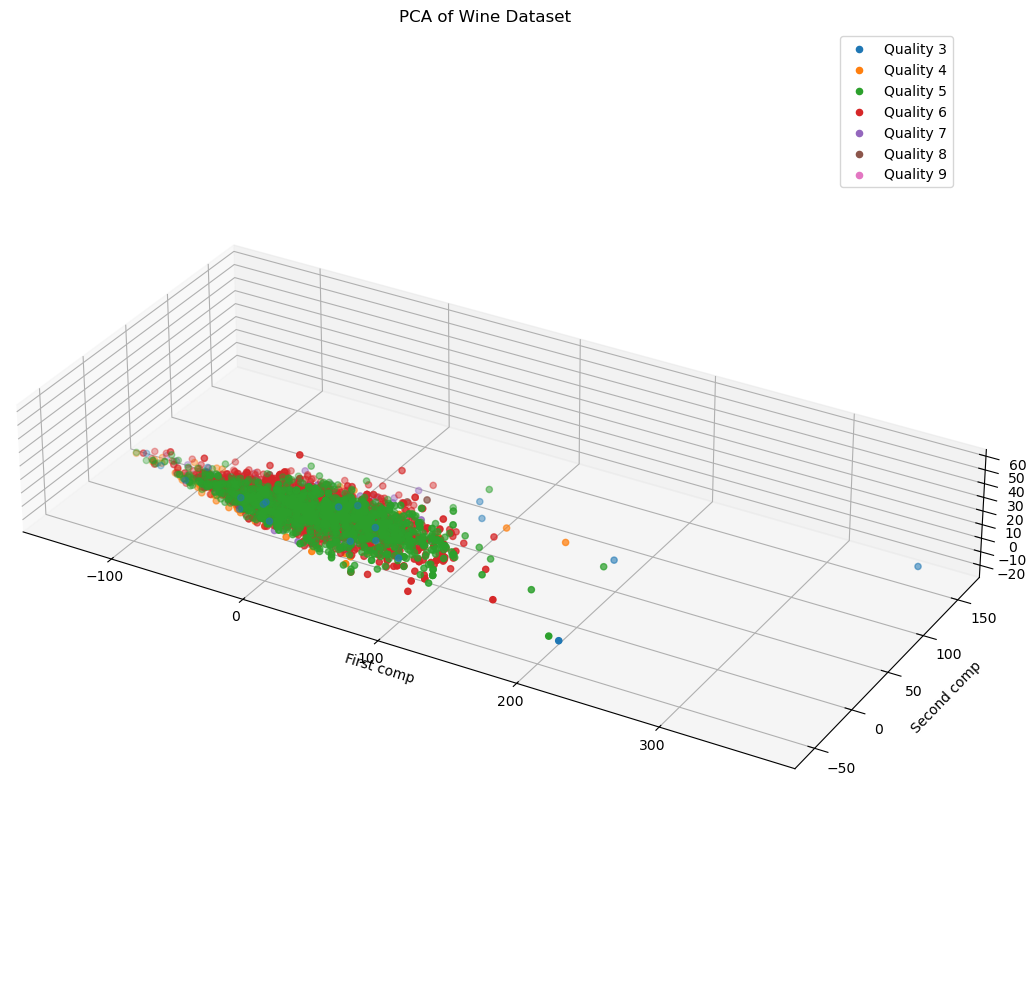 PCA of Wine Dataset
Quality 3
Quality 4
Quality 5
Quality 6
Quality 7
Quality 8
Quality 9
60
50
40
30
20
10
0
−10
−20
−100
0
100
200
300
First comp
150
100
50
0
−50
Second comp